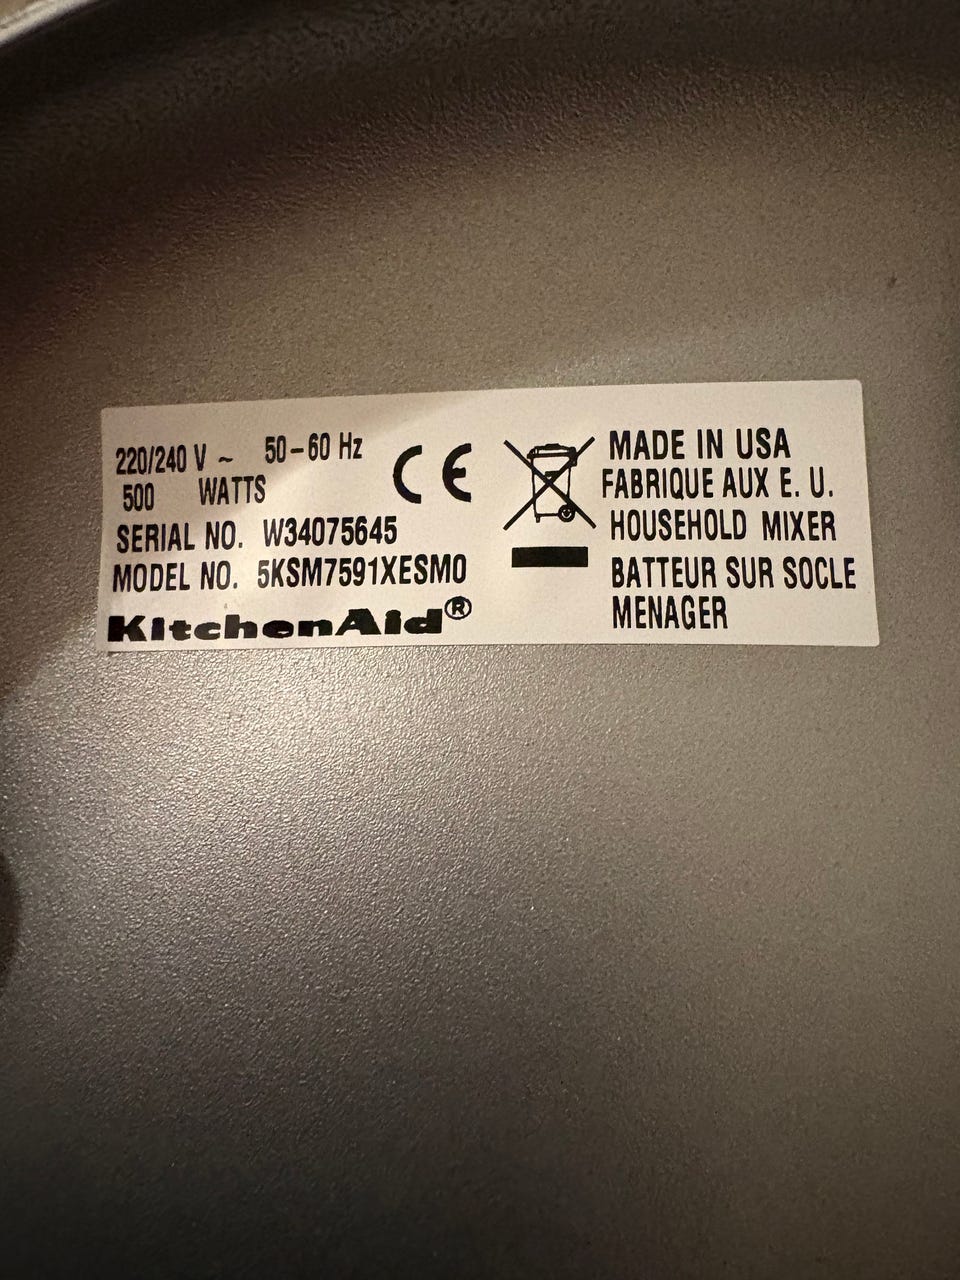 220/240 V ~ 50-60 Hz
500 WATTS
SERIAL NO. W34075645
MODEL NO. 5KSM7591XESM0
KitchenAid®
CE
MADE IN USA
FABRIQUE AUX E. U.
HOUSEHOLD MIXER
BATTEUR SUR SOCLE
MENAGER